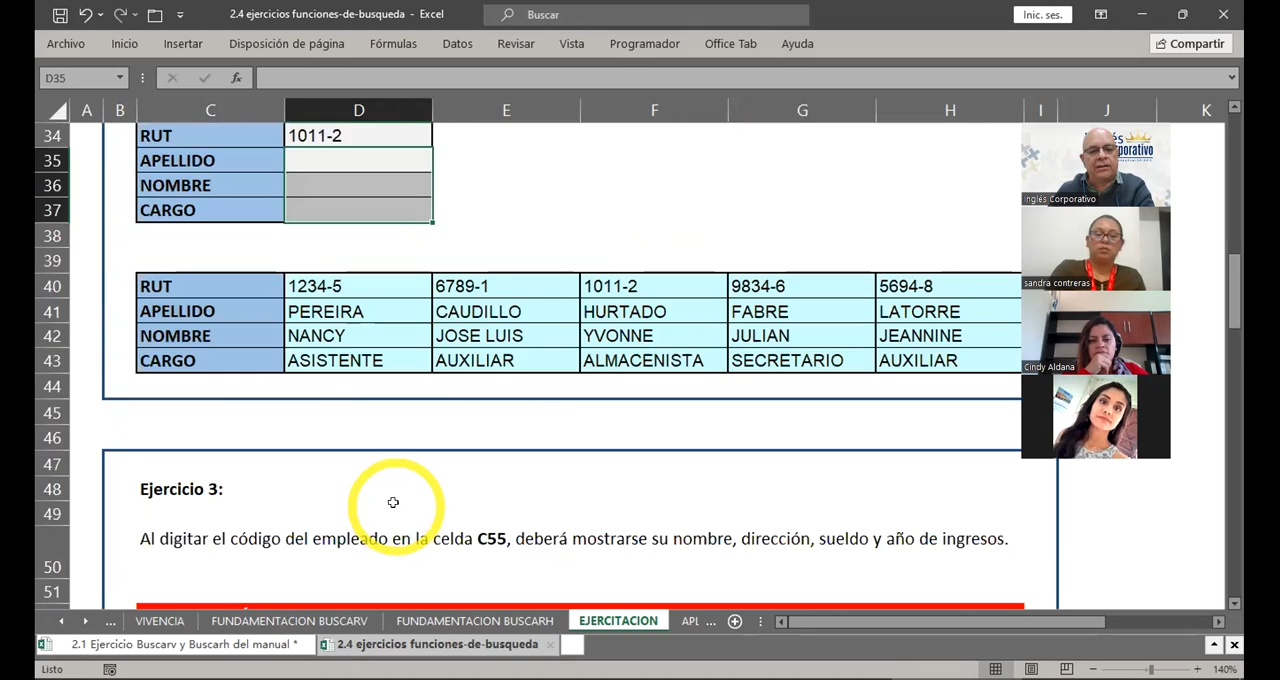 2.4 ejercicios funciones-de-busqueda - Excel
Buscar
Inic. ses.
Archivo Inicio Insertar Disposición de página Fórmulas Datos Revisar Vista Programador Office Tab Ayuda
Compartir
D35
fx
A B C D E F G H I J K
34 RUT 1011-2
35 APELLIDO
36 NOMBRE
37 CARGO
38
39
40 RUT 1234-5 6789-1 1011-2 9834-6 5694-8
41 APELLIDO PEREIRA CAUDILLO HURTADO FABRE LATORRE
42 NOMBRE NANCY JOSE LUIS YVONNE JULIAN JEANNINE
43 CARGO ASISTENTE AUXILIAR ALMACENISTA SECRETARIO AUXILIAR
44
45
46
47
48 Ejercicio 3:
49
50 Al digitar el código del empleado en la celda C55, deberá mostrarse su nombre, dirección, sueldo y año de ingresos.
51
Inglés Corporativo
sandra contreras
Cindy Aldana
... VIVENCIA FUNDAMENTACION BUSCARV FUNDAMENTACION BUSCARH EJERCITACION APL ...
2.1 Ejercicio Buscarv y Buscarh del manual *
2.4 ejercicios funciones-de-busqueda
Listo
140%